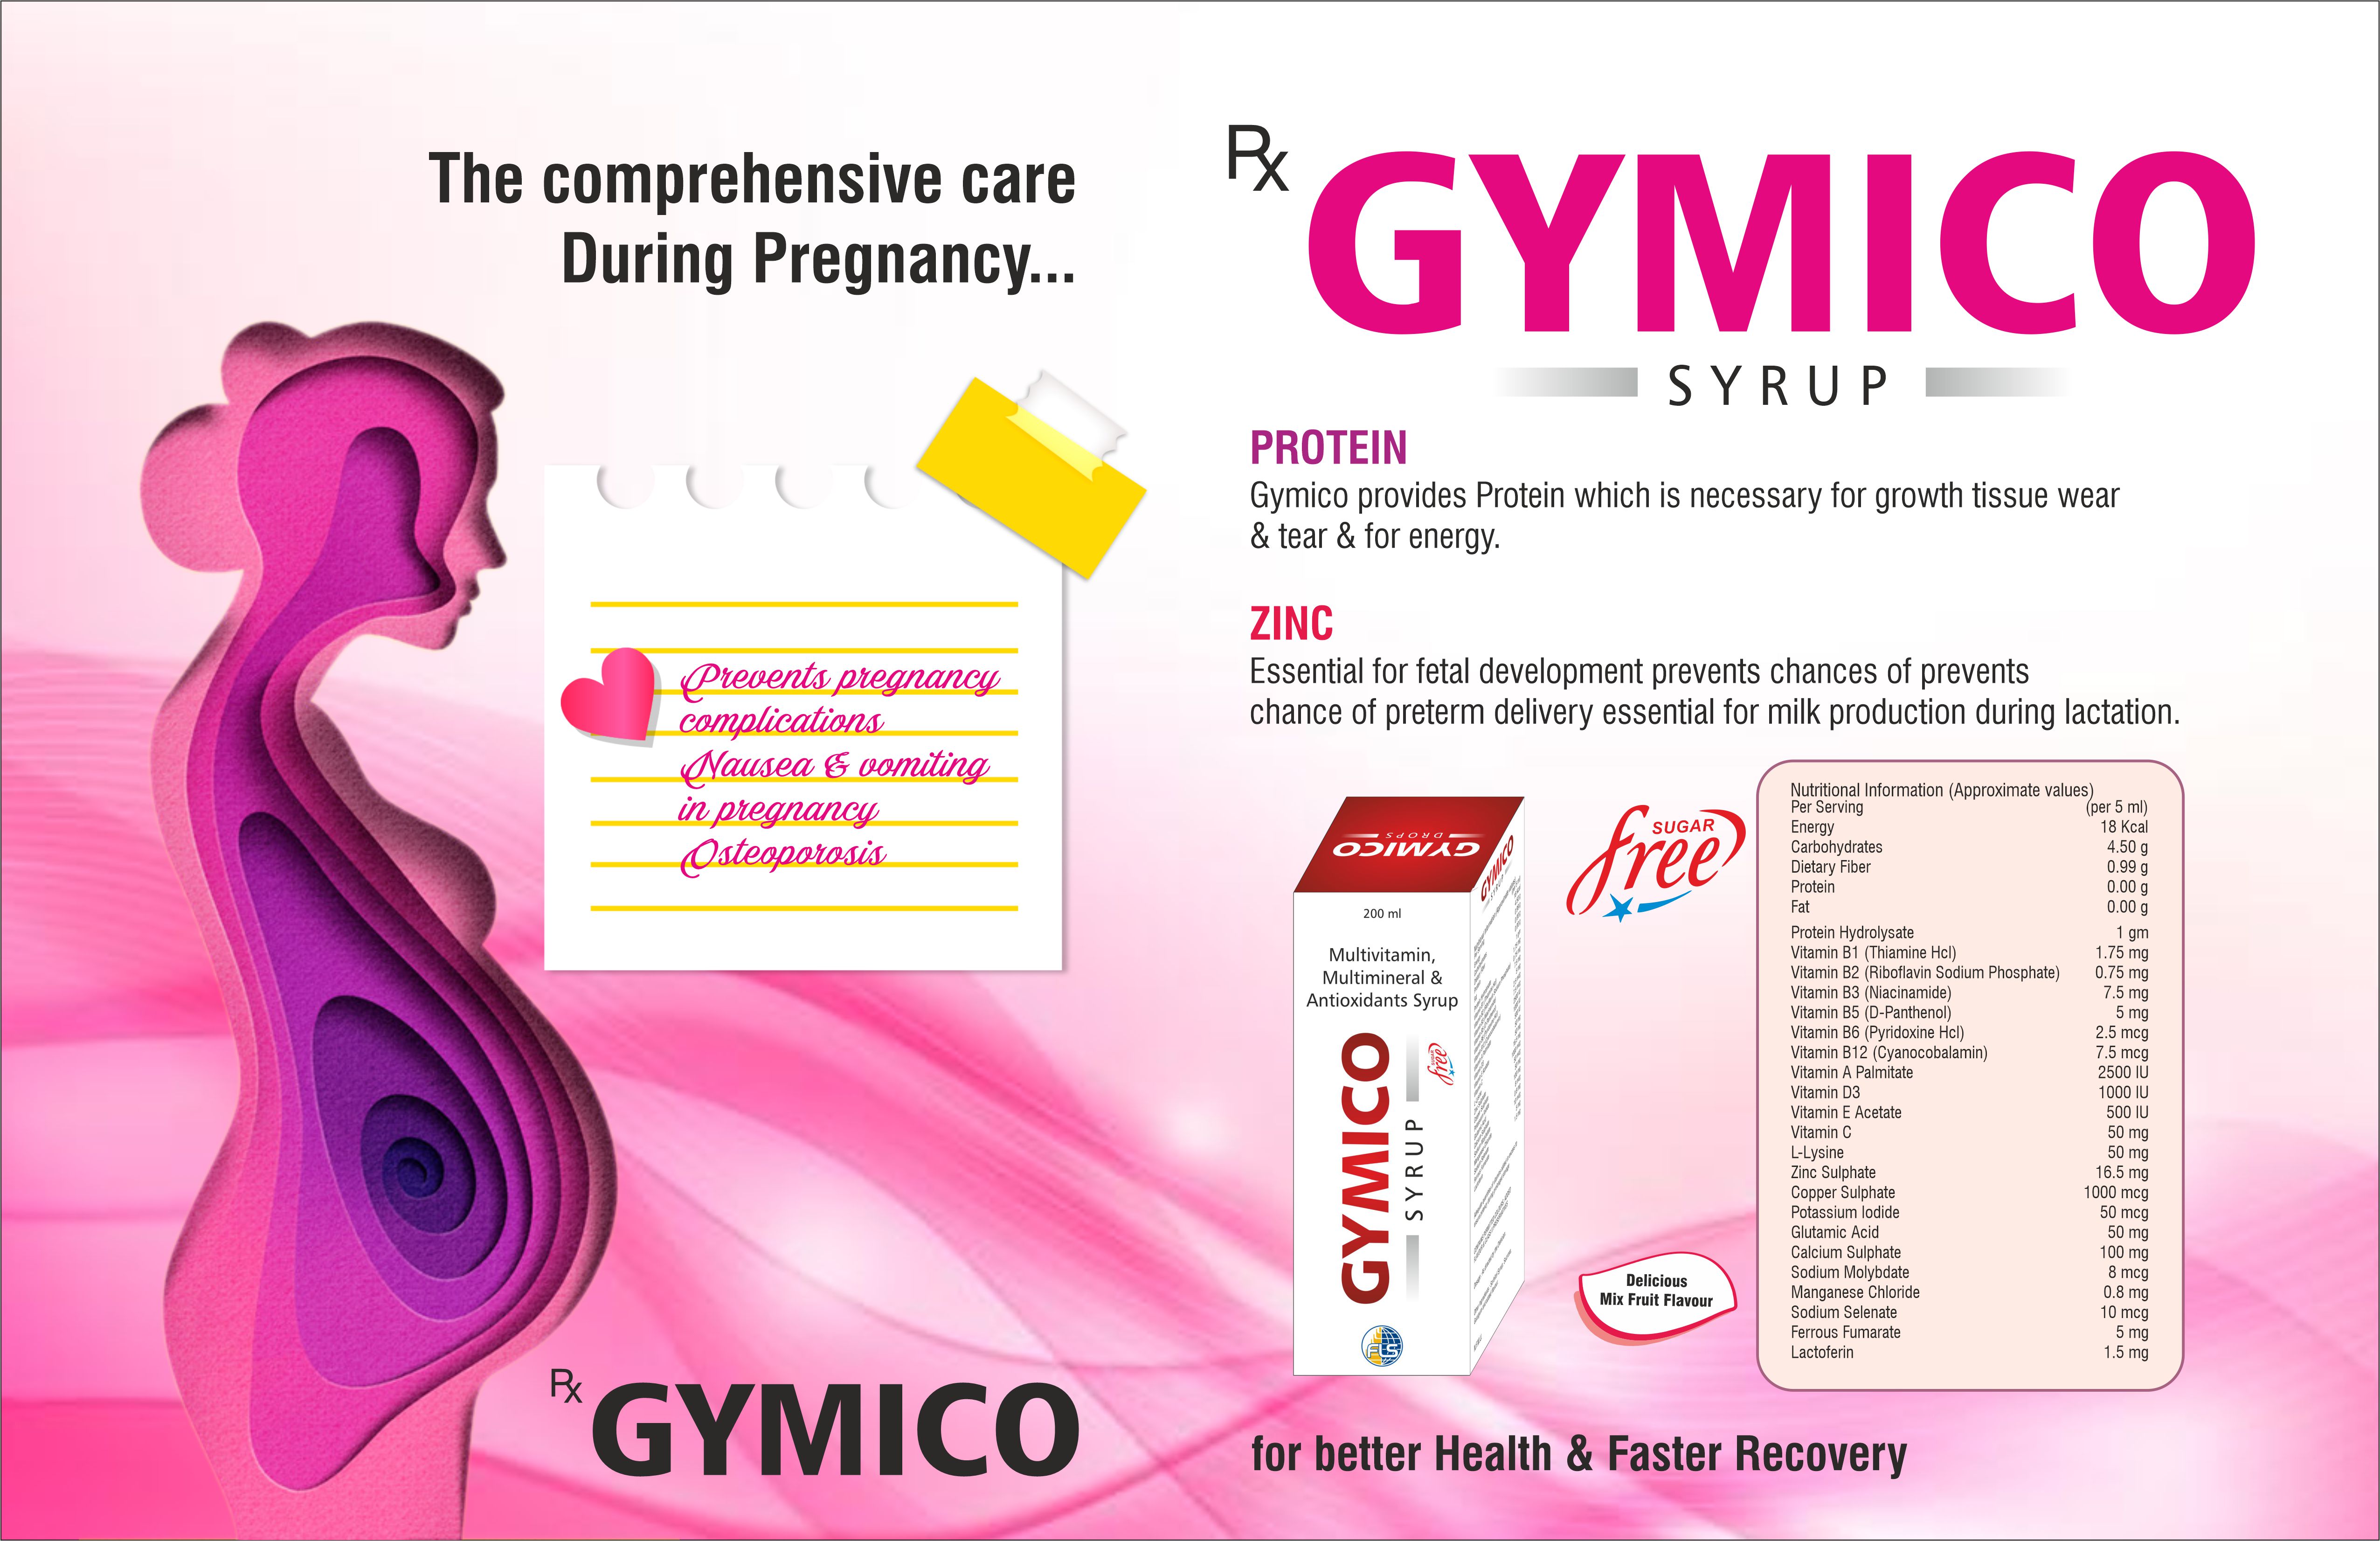 The comprehensive care
During Pregnancy...
Prevents pregnancy
complications
Nausea & vomiting
in pregnancy
Osteoporosis
Rx GYMICO
Rx GYMICO
SYRUP
PROTEIN
Gymico provides Protein which is necessary for growth tissue wear
& tear & for energy.
ZINC
Essential for fetal development prevents chances of prevents
chance of preterm delivery essential for milk production during lactation.
GYMICO
DROPS
GYMICO
SYRUP
200 ml
Multivitamin,
Multimineral &
Antioxidants Syrup
GYMICO
SYRUP
SUGAR
free
SUGAR
free
Delicious
Mix Fruit Flavour
Nutritional Information (Approximate values)
Per Serving (per 5 ml)
Energy 18 Kcal
Carbohydrates 4.50 g
Dietary Fiber 0.99 g
Protein 0.00 g
Fat 0.00 g
Protein Hydrolysate 1 gm
Vitamin B1 (Thiamine Hcl) 1.75 mg
Vitamin B2 (Riboflavin Sodium Phosphate) 0.75 mg
Vitamin B3 (Niacinamide) 7.5 mg
Vitamin B5 (D-Panthenol) 5 mg
Vitamin B6 (Pyridoxine Hcl) 2.5 mcg
Vitamin B12 (Cyanocobalamin) 7.5 mcg
Vitamin A Palmitate 2500 IU
Vitamin D3 1000 IU
Vitamin E Acetate 500 IU
Vitamin C 50 mg
L-Lysine 50 mg
Zinc Sulphate 16.5 mg
Copper Sulphate 1000 mcg
Potassium Iodide 50 mcg
Glutamic Acid 50 mg
Calcium Sulphate 100 mg
Sodium Molybdate 8 mcg
Manganese Chloride 0.8 mg
Sodium Selenate 10 mcg
Ferrous Fumarate 5 mg
Lactoferin 1.5 mg
for better Health & Faster Recovery